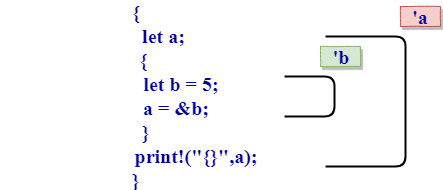 {
let a;
{
let b = 5;
a = &b;
}
print!("{}",a);
}
'a
'b